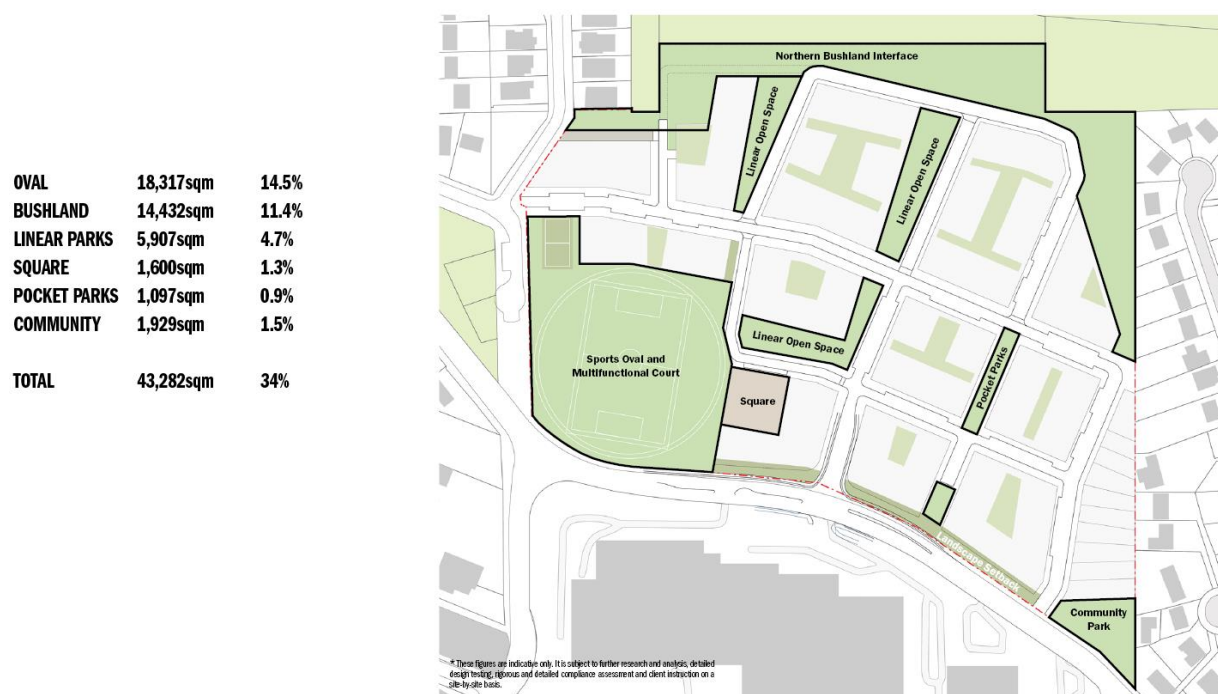 OVAL 18,317sqm 14.5%
BUSHLAND 14,432sqm 11.4%
LINEAR PARKS 5,907sqm 4.7%
SQUARE 1,600sqm 1.3%
POCKET PARKS 1,097sqm 0.9%
COMMUNITY 1,929sqm 1.5%
TOTAL 43,282sqm 34%
Northern Bushland Interface
Linear Open Space
Linear Open Space
Linear Open Space
Sports Oval and
Multifunctional Court
Square
Pocket Parks
Landscape Setback
Community
Park
* These figures are indicative only. It is subject to further research and analysis, detailed
design testing, rigorous and detailed compliance assessment and client instruction on a
site-by-site basis.